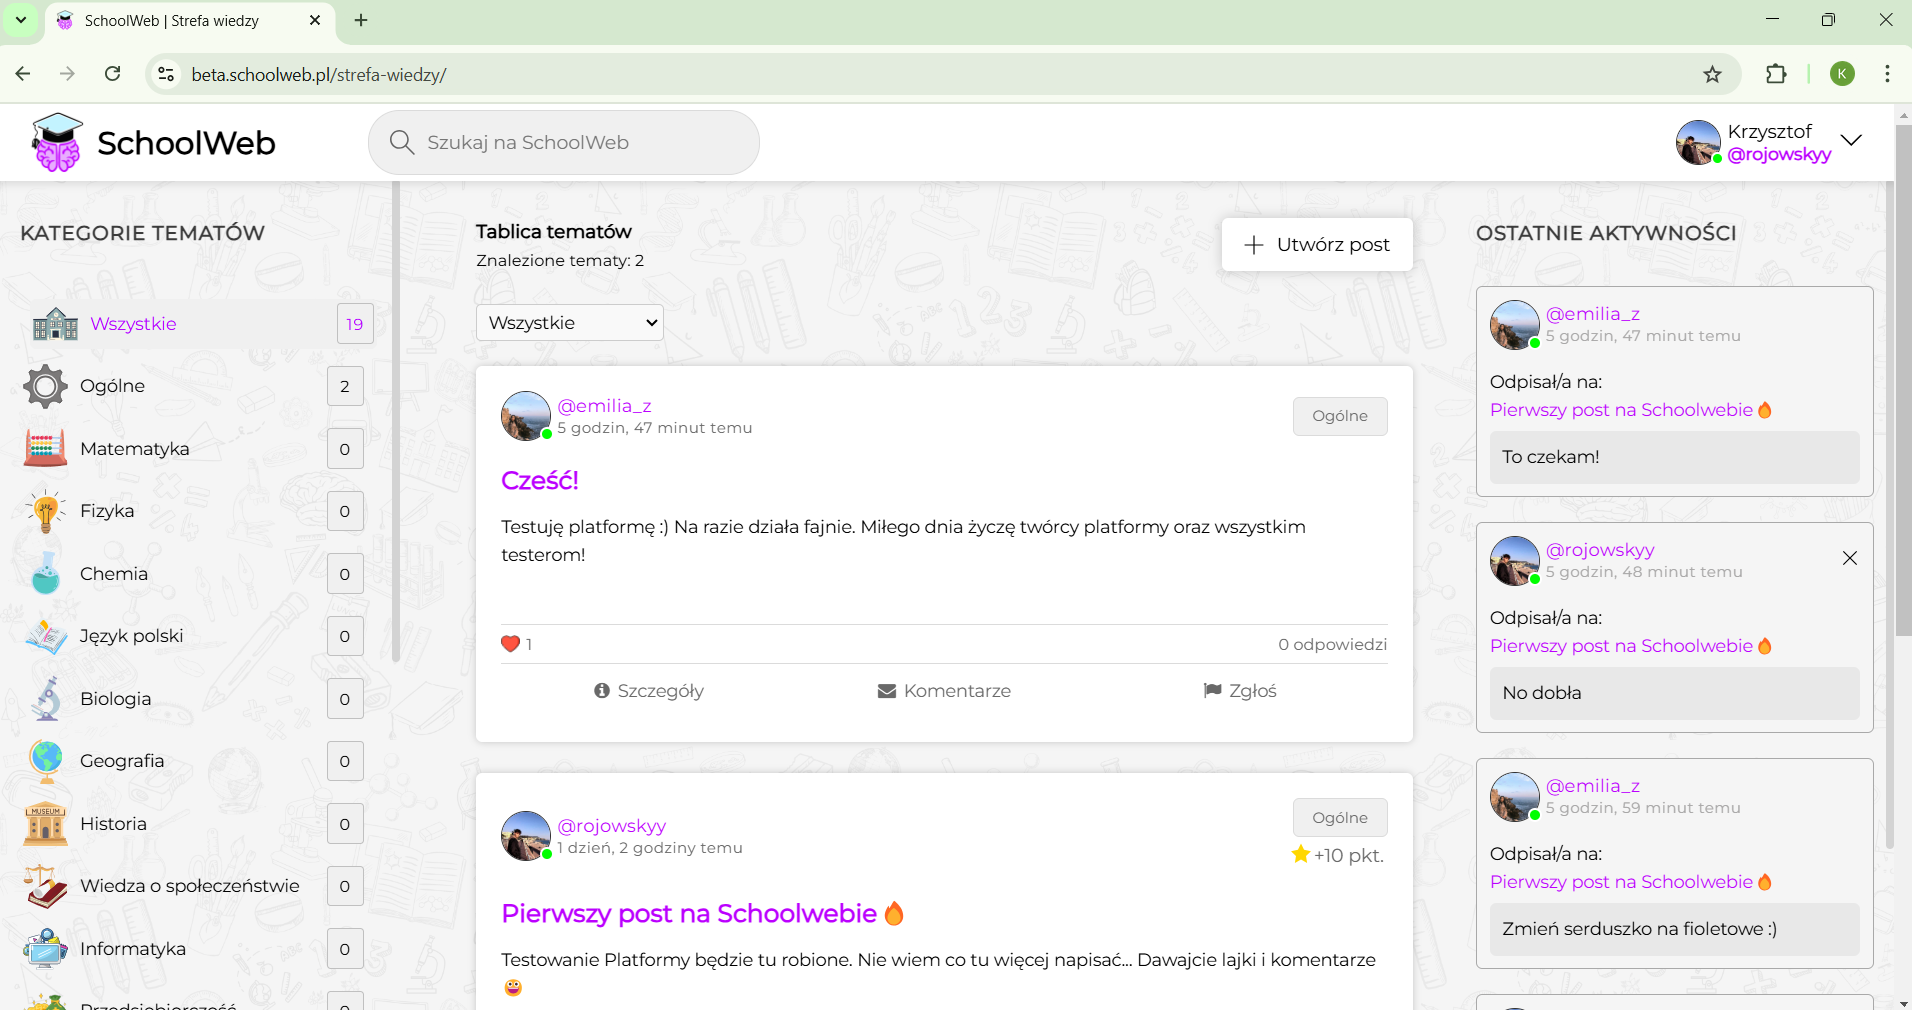 SchoolWeb | Strefa wiedzy
beta.schoolweb.pl/strefa-wiedzy/
K
SchoolWeb
Szukaj na SchoolWeb
Krzysztof
@rojowskyy
KATEGORIE TEMATÓW
Wszystkie 19
Ogólne 2
Matematyka 0
Fizyka 0
Chemia 0
Język polski 0
Biologia 0
Geografia 0
MUSEUM
Historia 0
Wiedza o społeczeństwie 0
Informatyka 0
Przedsiębiorczość 0
Tablica tematów
Znalezione tematy: 2
Utwórz post
Wszystkie
@emilia_z
5 godzin, 47 minut temu
Ogólne
Cześć!
Testuję platformę :) Na razie działa fajnie. Miłego dnia życzę twórcy platformy oraz wszystkim
testerom!
1
0 odpowiedzi
Szczegóły
Komentarze
Zgłoś
@rojowskyy
1 dzień, 2 godziny temu
Ogólne
+10 pkt.
Pierwszy post na Schoolwebie🔥
Testowanie Platformy będzie tu robione. Nie wiem co tu więcej napisać... Dawajcie lajki i komentarze
😀
OSTATNIE AKTYWNOŚCI
@emilia_z
5 godzin, 47 minut temu
Odpisał/a na:
Pierwszy post na Schoolwebie🔥
To czekam!
@rojowskyy
5 godzin, 48 minut temu
Odpisał/a na:
Pierwszy post na Schoolwebie🔥
No dobła
@emilia_z
5 godzin, 59 minut temu
Odpisał/a na:
Pierwszy post na Schoolwebie🔥
Zmień serduszko na fioletowe :)